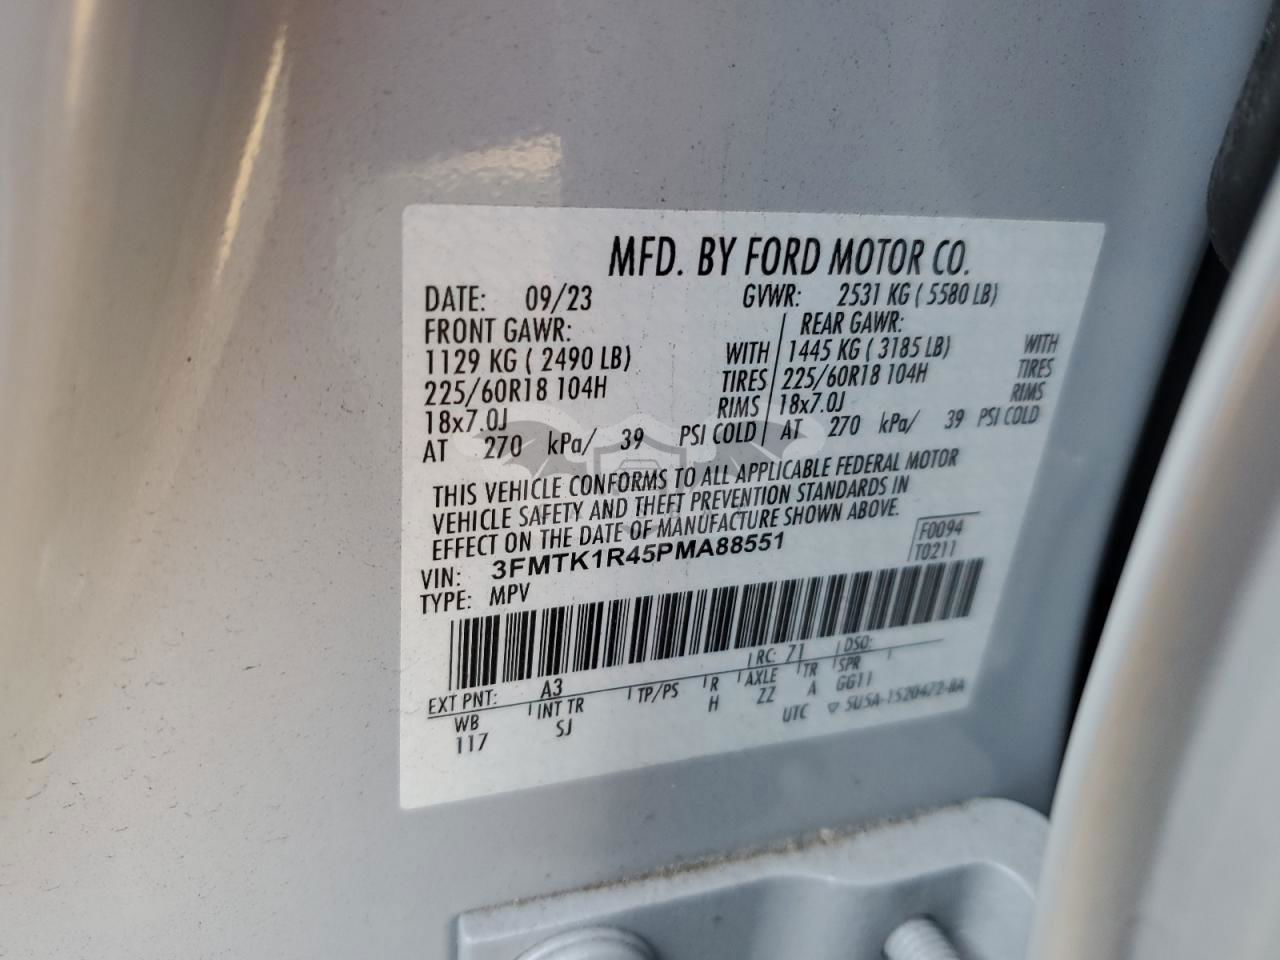 MFD. BY FORD MOTOR CO.
DATE: 09/23 GVWR: 2531 KG ( 5580 LB)
FRONT GAWR: REAR GAWR:
1129 KG ( 2490 LB) WITH 1445 KG ( 3185 LB) WITH
225/60R18 104H TIRES 225/60R18 104H TIRES
18x7.0J RIMS 18x7.0J RIMS
AT 270 kPa/ 39 PSI COLD AT 270 kPa/ 39 PSI COLD
THIS VEHICLE CONFORMS TO ALL APPLICABLE FEDERAL MOTOR
VEHICLE SAFETY AND THEFT PREVENTION STANDARDS IN
EFFECT ON THE DATE OF MANUFACTURE SHOWN ABOVE.
VIN: 3FMTK1R45PMA88551 F0094
TYPE: MPV T0211
EXT PNT: A3 RC: 71 DSO:
WB INT TR TP/PS R AXLE TR SPR
117 SJ H ZZ A GG11
UTC ▽ 5U5A-1520472-BA